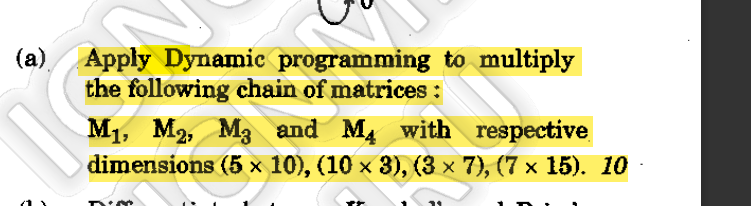 (a) Apply Dynamic programming to multiply
the following chain of matrices :
M₁, M₂, M₃ and M₄ with respective
dimensions (5 × 10), (10 × 3), (3 × 7), (7 × 15). 10